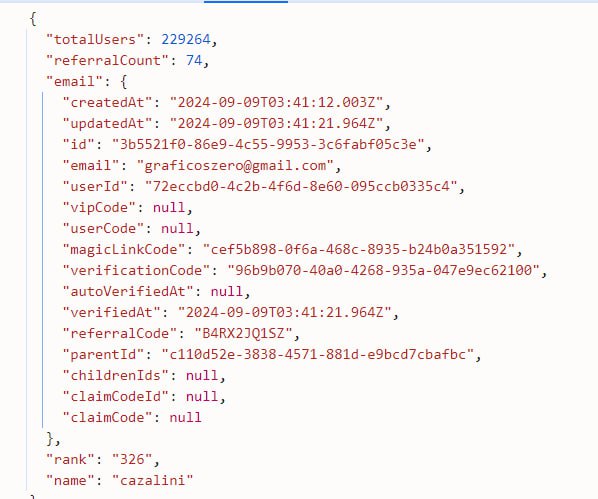 {
"totalUsers": 229264,
"referralCount": 74,
"email": {
"createdAt": "2024-09-09T03:41:12.003Z",
"updatedAt": "2024-09-09T03:41:21.964Z",
"id": "3b5521f0-86e9-4c55-9953-3c6fabf05c3e",
"email": "graficoszero@gmail.com",
"userId": "72eccbd0-4c2b-4f6d-8e60-095ccb0335c4",
"vipCode": null,
"userCode": null,
"magicLinkCode": "cef5b898-0f6a-468c-8935-b24b0a351592",
"verificationCode": "96b9b070-40a0-4268-935a-047e9ec62100",
"autoVerifiedAt": null,
"verifiedAt": "2024-09-09T03:41:21.964Z",
"referralCode": "B4RX2JQ1SZ",
"parentId": "c110d52e-3838-4571-881d-e9bcd7cbafbc",
"childrenIds": null,
"claimCodeId": null,
"claimCode": null
},
"rank": "326",
"name": "cazalini"